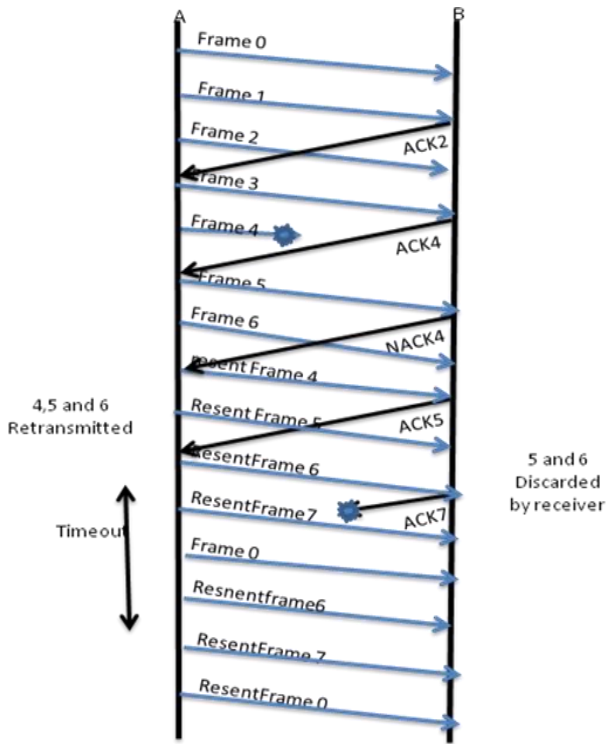 A
B
Frame 0
Frame 1
Frame 2
ACK2
Frame 3
Frame 4
ACK4
Frame 5
Frame 6
NACK4
resent Frame 4
4,5 and 6
Retransmitted
Resent Frame 5
ACK5
ResentFrame 6
5 and 6
Discarded
by receiver
ResentFrame7
ACK7
Timeout
Frame 0
Resnentframe6
ResentFrame 7
ResentFrame 0